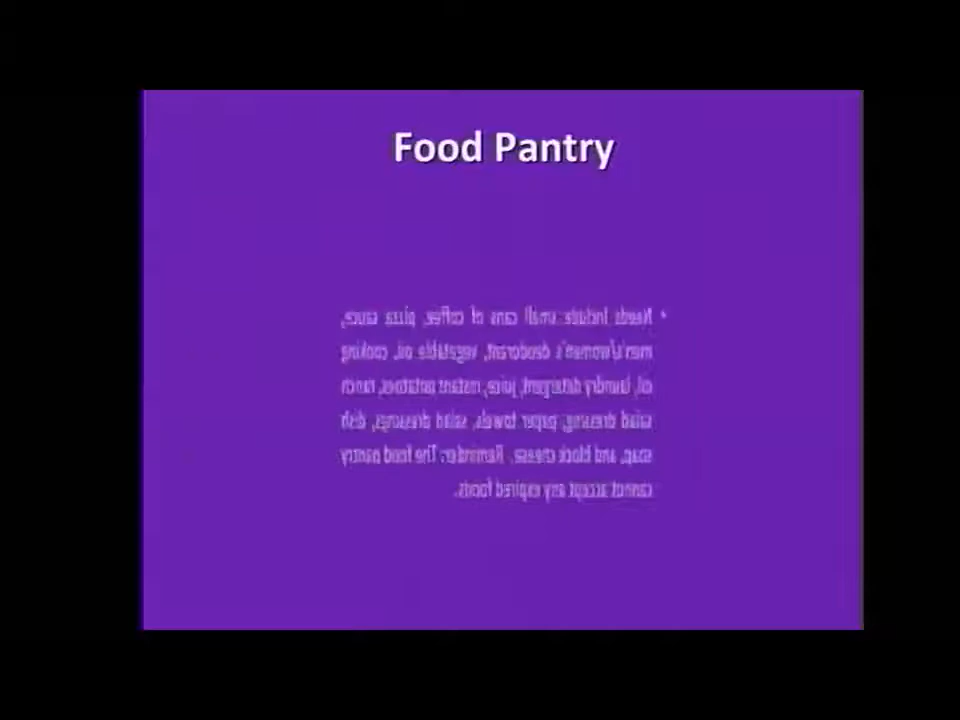 Food Pantry
• Needs include small cans of coffee, pizza sauce,
men's/women's deodorant, vegetable oil, cooking
oil, laundry detergent, juice, instant potatoes, ranch
salad dressing, paper towels, salad dressings, dish
soap, and block cheese. Reminder: The food pantry
cannot accept any expired foods.